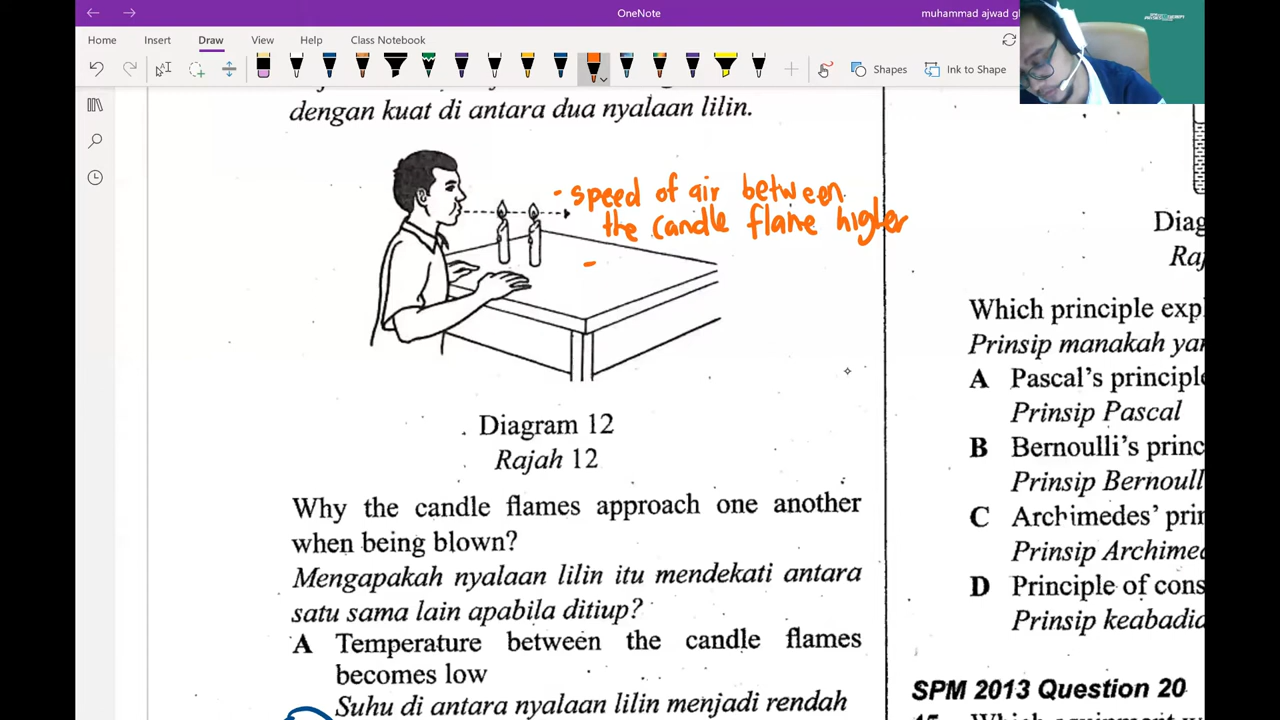 OneNote
muhammad ajwad gh
Home Insert Draw View Help Class Notebook
Shapes Ink to Shape
dengan kuat di antara dua nyalaan lilin.
- speed of air between
the candle flame higher
-
Diagram 12
Rajah 12
Why the candle flames approach one another
when being blown?
Mengapakah nyalaan lilin itu mendekati antara
satu sama lain apabila ditiup?
A Temperature between the candle flames
becomes low
Suhu di antara nyalaan lilin menjadi rendah
Diag
Raj
Which principle exp
Prinsip manakah ya
A Pascal's principle
Prinsip Pascal
B Bernoulli's princ
Prinsip Bernoull
C Archimedes' prin
Prinsip Archimed
D Principle of cons
Prinsip keabadia
SPM 2013 Question 20